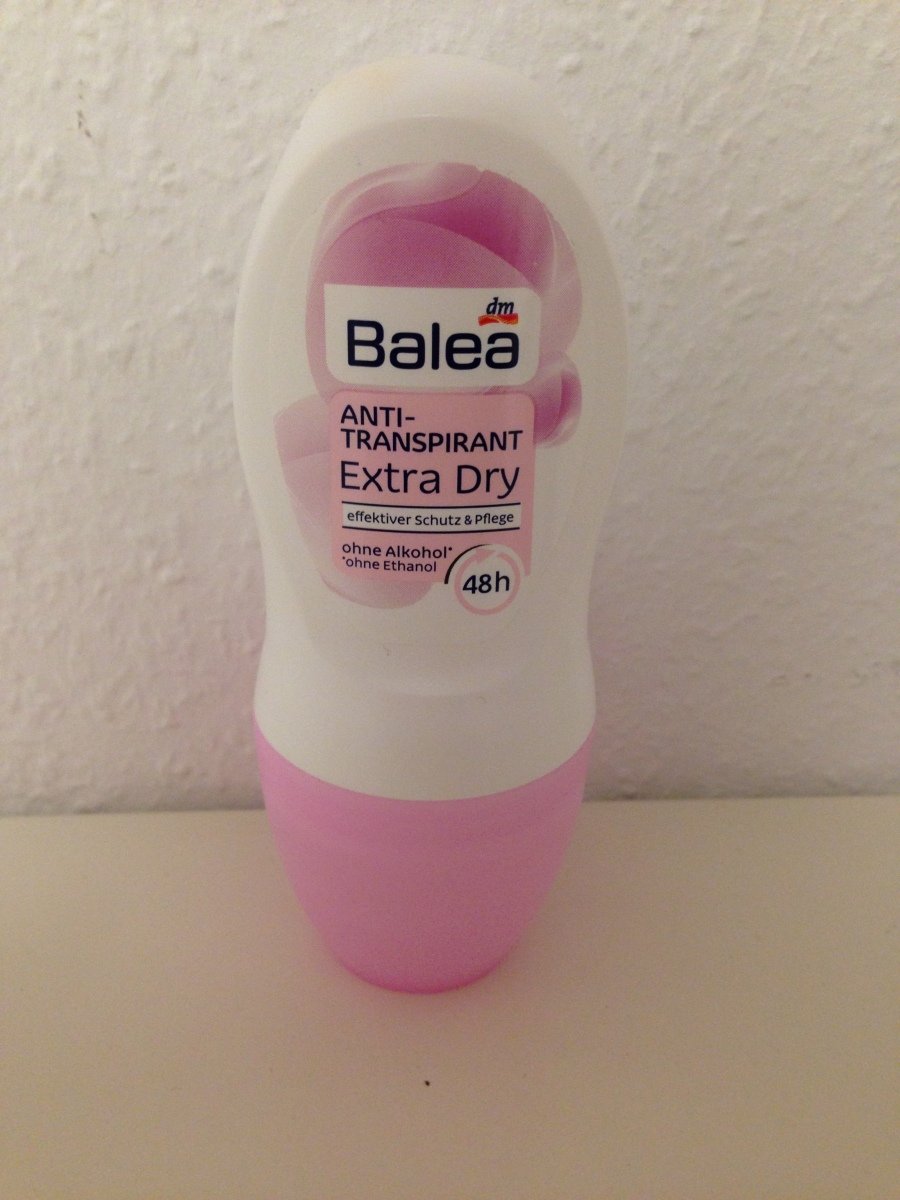 dm
Balea
ANTI-
TRANSPIRANT
Extra Dry
effektiver Schutz & Pflege
ohne Alkohol*
*ohne Ethanol
48h